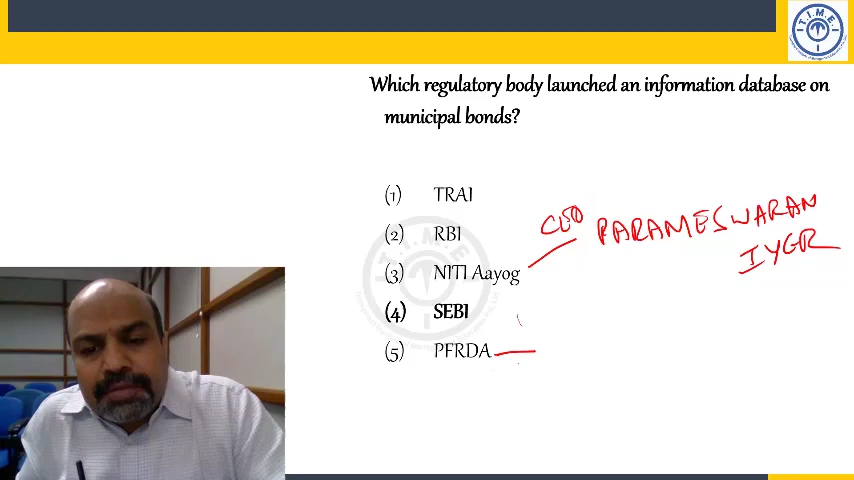 T.I.M.E.
Which regulatory body launched an information database on
municipal bonds?
(1) TRAI
(2) RBI
(3) NITI Aayog
CEO PARAMESWARAN
IYER
(4) SEBI
(5) PFRDA